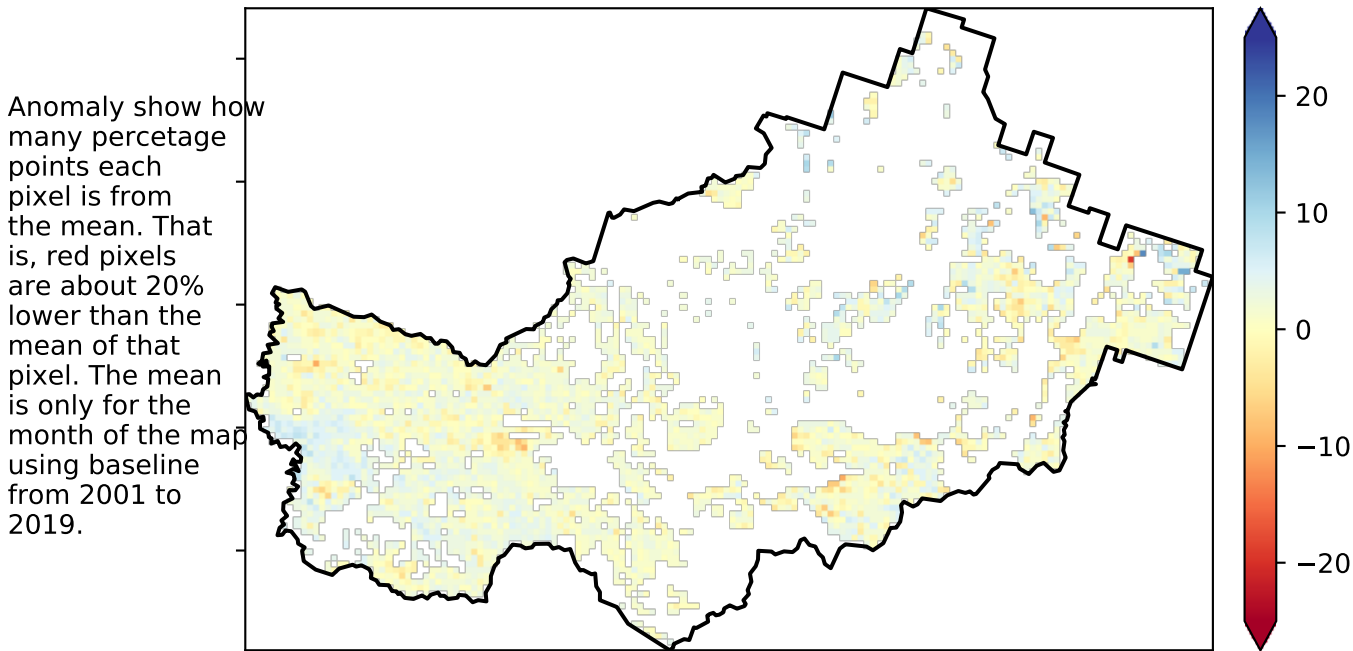 Anomaly show how
many percetage
points each
pixel is from
the mean. That
is, red pixels
are about 20%
lower than the
mean of that
pixel. The mean
is only for the
month of the map
using baseline
from 2001 to
2019.
20
10
0
−10
−20